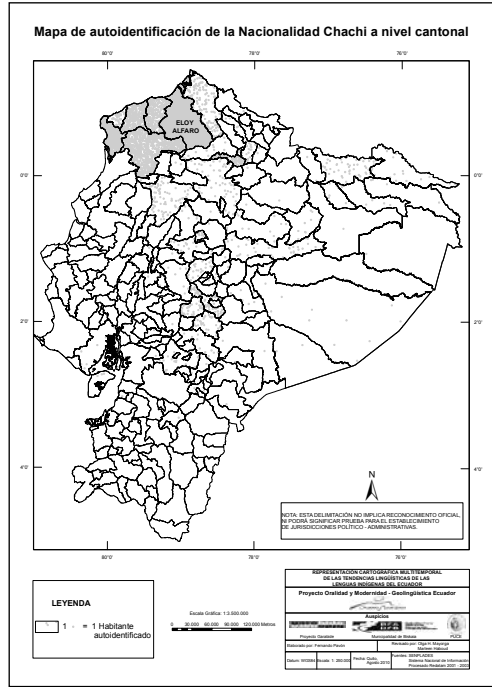 Mapa de autoidentificación de la Nacionalidad Chachi a nivel cantonal
80°0' 78°0' 76°0'
ELOY
ALFARO
0°0' 0°0'
2°0' 2°0'
4°0' 4°0'
N
NOTA: ESTA DELIMITACIÓN NO IMPLICA RECONOCIMIENTO OFICIAL,
NI PODRÁ SIGNIFICAR PRUEBA PARA EL ESTABLECIMIENTO
DE JURISDICCIONES POLÍTICO - ADMINISTRATIVAS.
80°0' 78°0' 76°0'
LEYENDA
1 = 1 Habitante
autoidentificado
Escala Gráfica: 1:3.500.000
0 30.000 60.000 90.000 120.000 Metros
REPRESENTACIÓN CARTOGRÁFICA MULTITEMPORAL
DE LAS TENDENCIAS LINGÜÍSTICAS DE LAS
LENGUAS INDÍGENAS DEL ECUADOR
Proyecto Oralidad y Modernidad - Geolingüística Ecuador
Auspicios
Proyecto Municipalidad de PUCE
Elaborado por: Fernando Pavón
Revisado por: Olga H. Mayorga
Marleen Haboud
Datum: WGS84 Escala: 1: 250.000 Fecha: Quito,
Agosto
Fuentes: SENPLADES
Sistema Nacional de Información
Procesado Redatam 2001 -